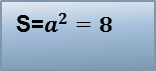 S=a² = 8